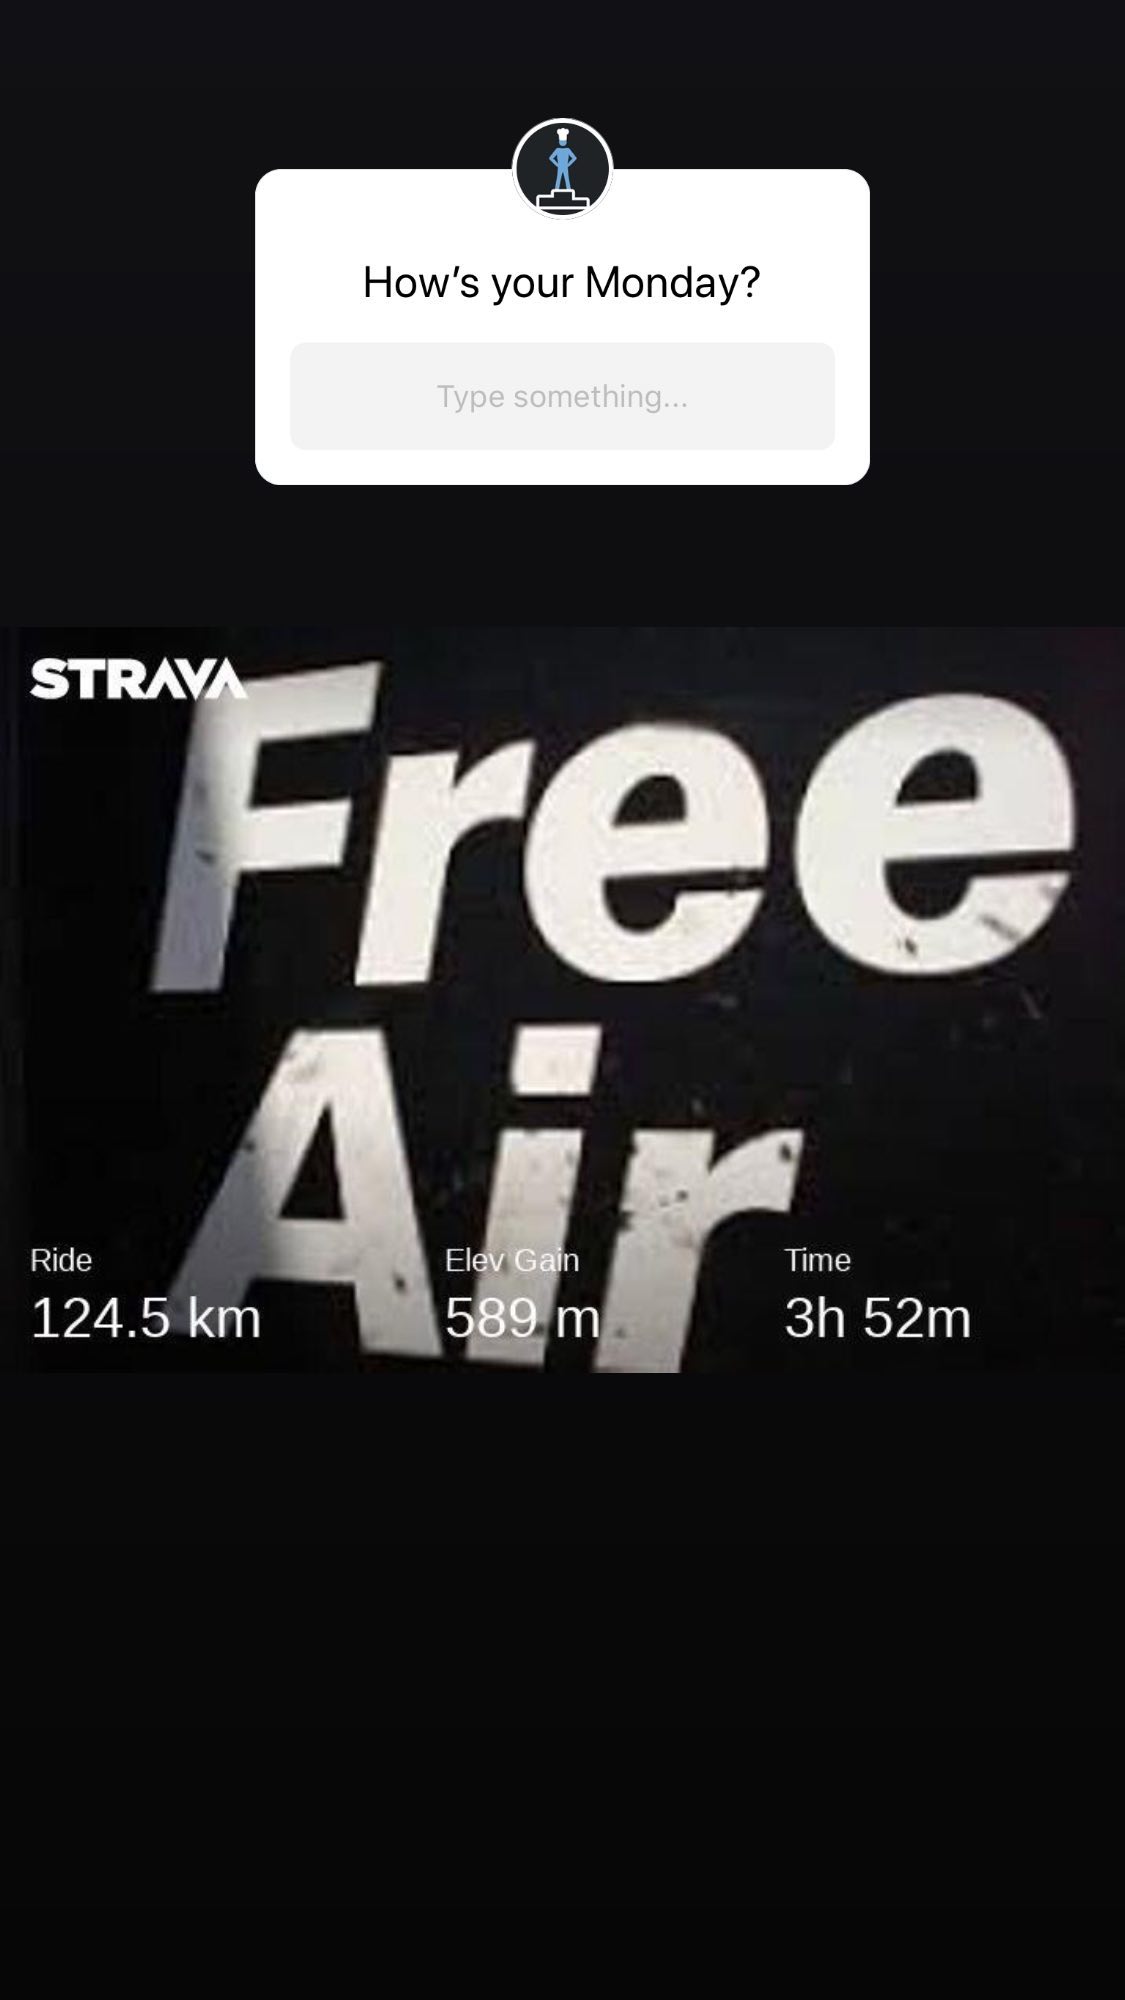 How’s your Monday?
Type something...
STRAVA
Free
Air
Ride Elev Gain Time
124.5 km 589 m 3h 52m